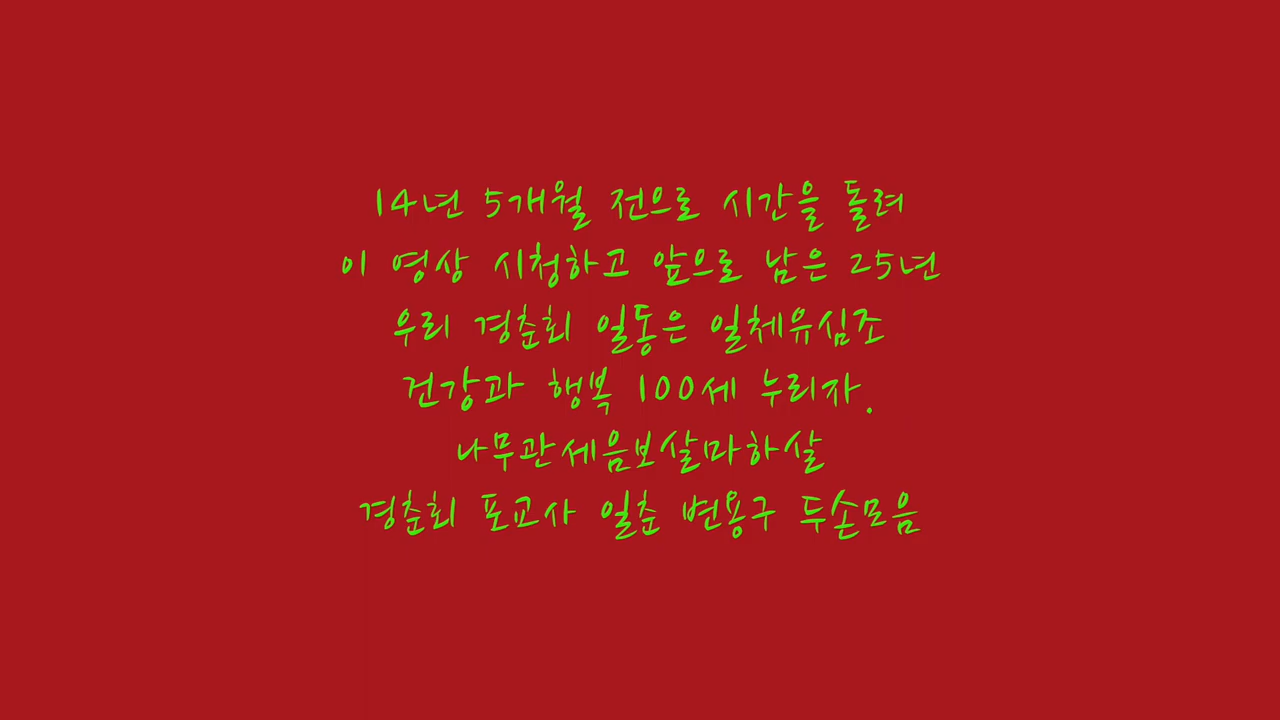 14년 5개월 전으로 시간을 돌려
이 영상 시청하고 앞으로 남은 25년
우리 경춘회 일동은 일체유심조
건강과 행복 100세 누리자.
나무관세음보살마하살
경춘회 포교사 일춘 변용구 두손모음